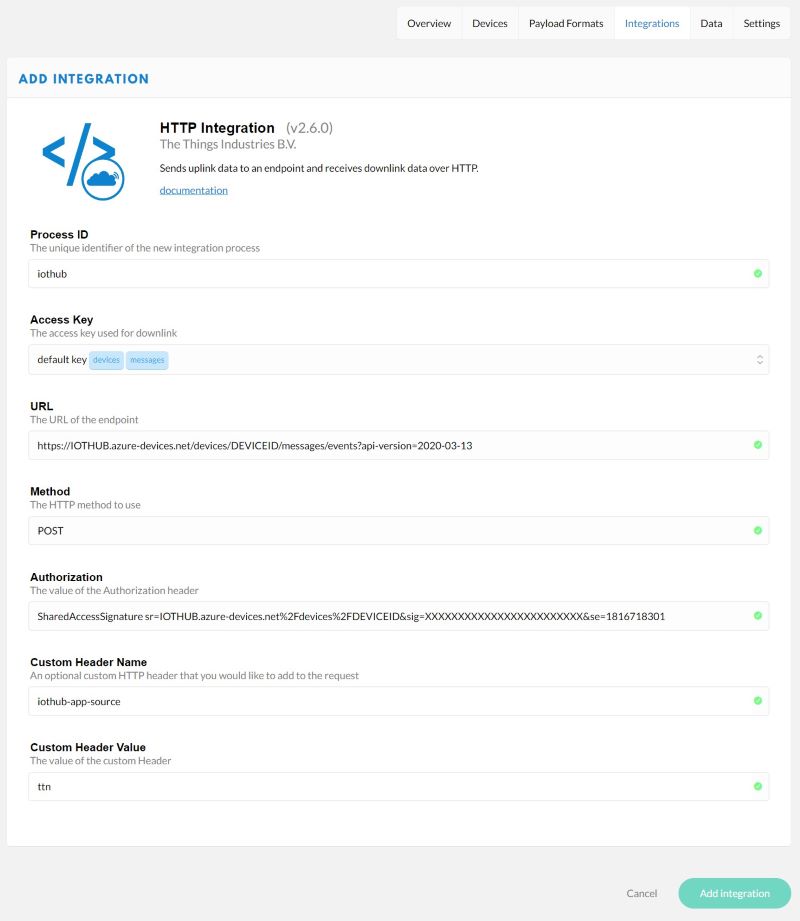 Overview Devices Payload Formats Integrations Data Settings
ADD INTEGRATION
HTTP Integration (v2.6.0)
The Things Industries B.V.
Sends uplink data to an endpoint and receives downlink data over HTTP.
documentation
Process ID
The unique identifier of the new integration process
iothub
Access Key
The access key used for downlink
default key devices messages
URL
The URL of the endpoint
https://IOTHUB.azure-devices.net/devices/DEVICEID/messages/events?api-version=2020-03-13
Method
The HTTP method to use
POST
Authorization
The value of the Authorization header
SharedAccessSignature sr=IOTHUB.azure-devices.net%2Fdevices%2FDEVICEID&sig=XXXXXXXXXXXXXXXXXXXXXXXX&se=1816718301
Custom Header Name
An optional custom HTTP header that you would like to add to the request
iothub-app-source
Custom Header Value
The value of the custom Header
ttn
Cancel Add integration